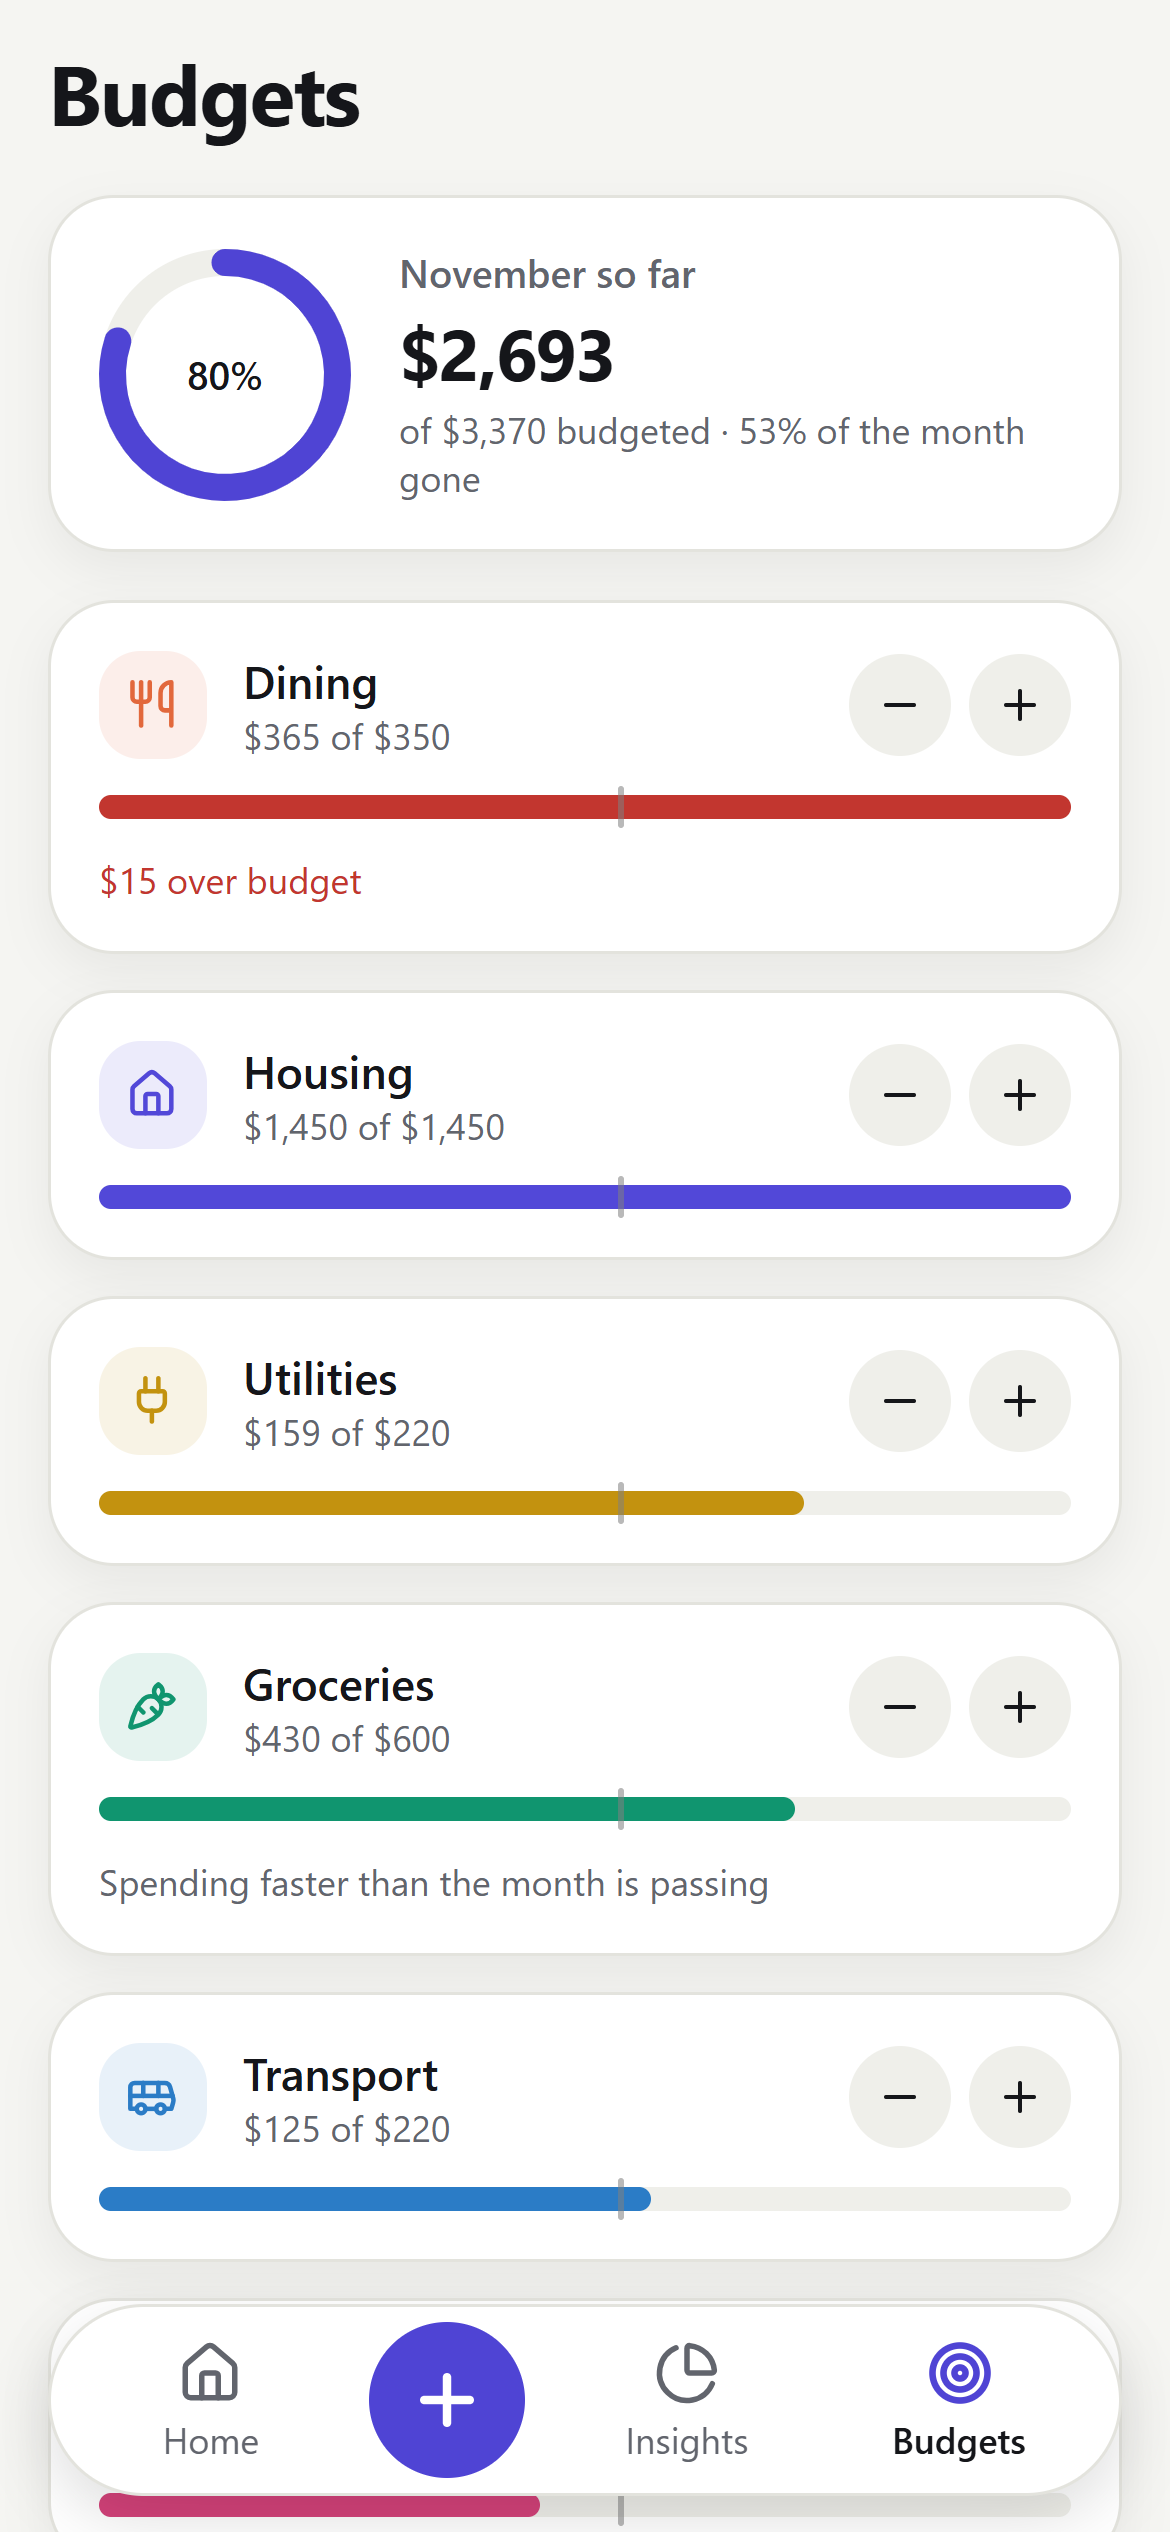 Budgets
80%
November so far
$2,693
of $3,370 budgeted · 53% of the month
gone
Dining
$365 of $350
$15 over budget
Housing
$1,450 of $1,450
Utilities
$159 of $220
Groceries
$430 of $600
Spending faster than the month is passing
Transport
$125 of $220
Home
Insights
Budgets